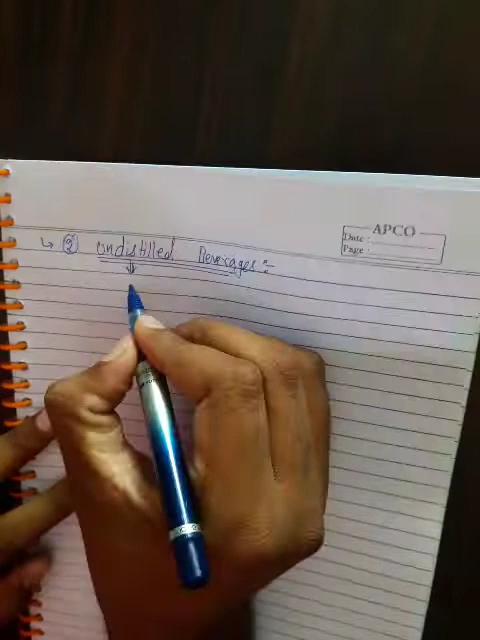 APCO
Date :
Page :
↳ ② Undistilled Beverages :-